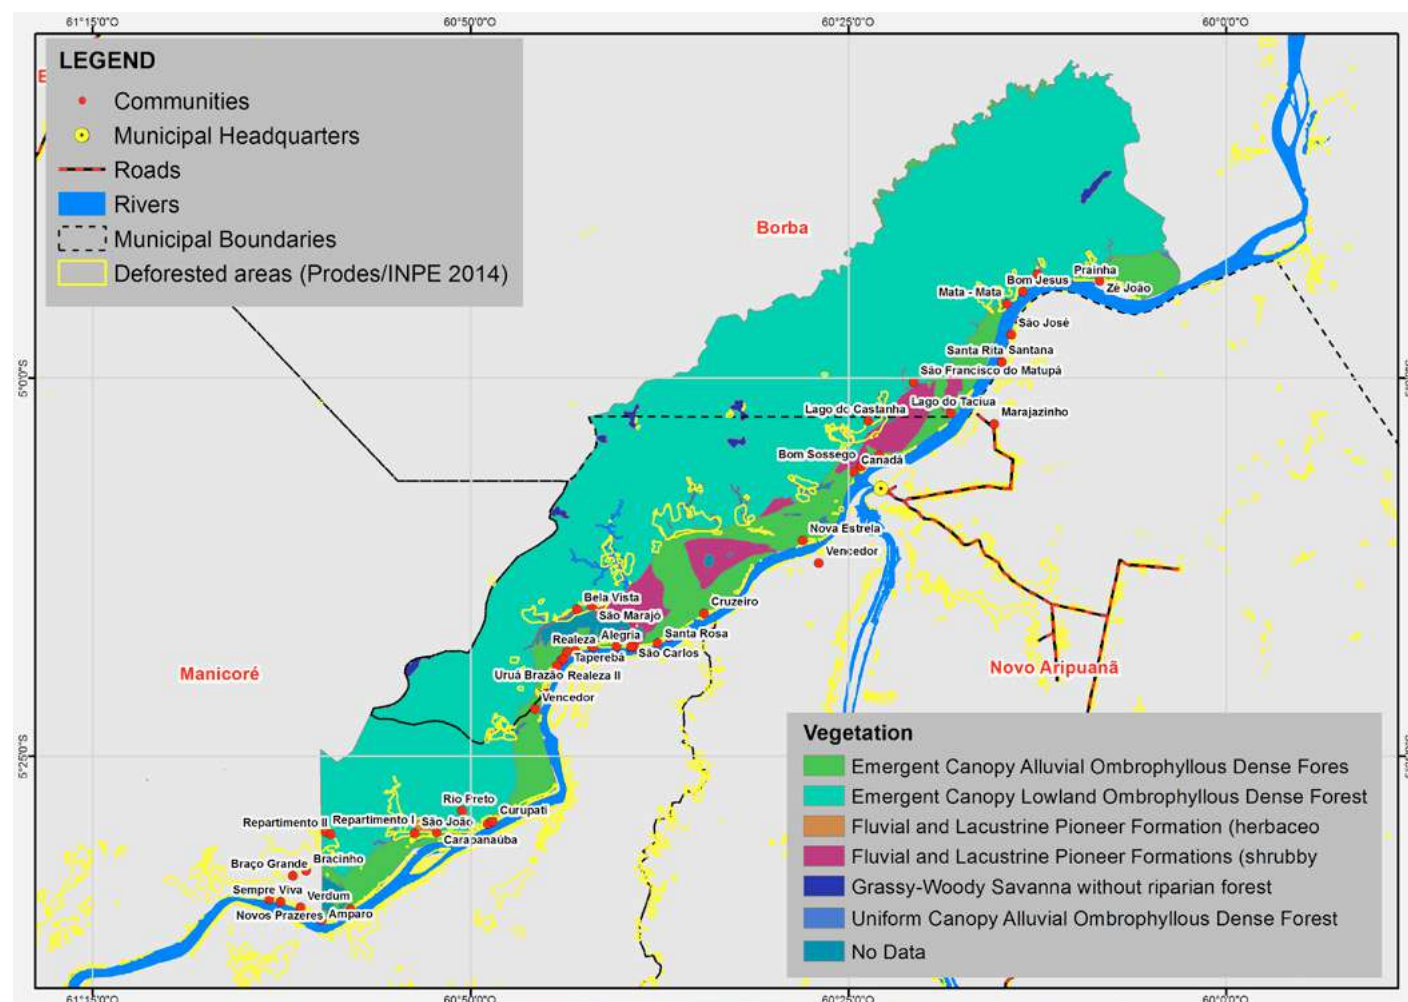 61°15'0"O 60°50'0"O 60°25'0"O 60°0'0"O
LEGEND
Communities
Municipal Headquarters
Roads
Rivers
Municipal Boundaries
Deforested areas (Prodes/INPE 2014)
Borba
Prainha
Bom Jesus
Zé João
Mata - Mata
São José
Santa Rita Santana
São Francisco do Matupá
Lago do Castanha
Lago do Taciua
Marajazinho
Bom Sossego Canadá
Nova Estrela
Vencedor
Bela Vista
Cruzeiro
São Marajó
Realeza Alegria Santa Rosa
Taperebá São Carlos
Uruá Brazão Realeza II
Vencedor
Manicoré
Novo Aripuanã
Rio Preto
Curupati
Repartimento II Repartimento I São João
Carapanaúba
Bracinho
Braço Grande
Sempre Viva Verdum
Novos Prazeres Amparo
Vegetation
Emergent Canopy Alluvial Ombrophyllous Dense Fores
Emergent Canopy Lowland Ombrophyllous Dense Forest
Fluvial and Lacustrine Pioneer Formation (herbaceo
Fluvial and Lacustrine Pioneer Formations (shrubby
Grassy-Woody Savanna without riparian forest
Uniform Canopy Alluvial Ombrophyllous Dense Forest
No Data
5°0'0"S
5°25'0"S
61°15'0"O 60°50'0"O 60°25'0"O 60°0'0"O